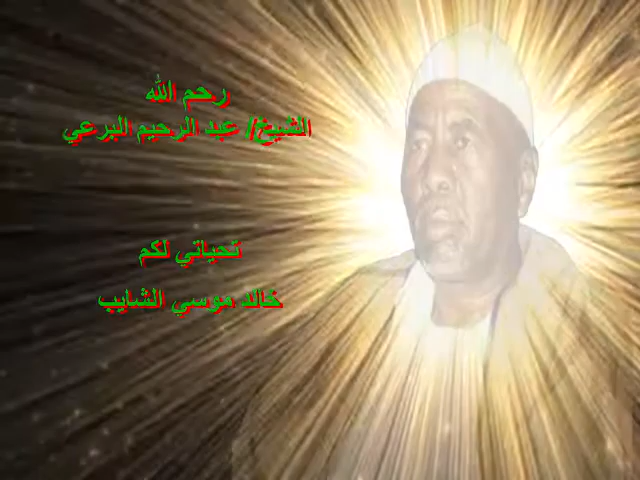 رحم الله
الشيخ/ عبد الرحيم البرعي
تحياتي لكم
خالد موسي الشايب